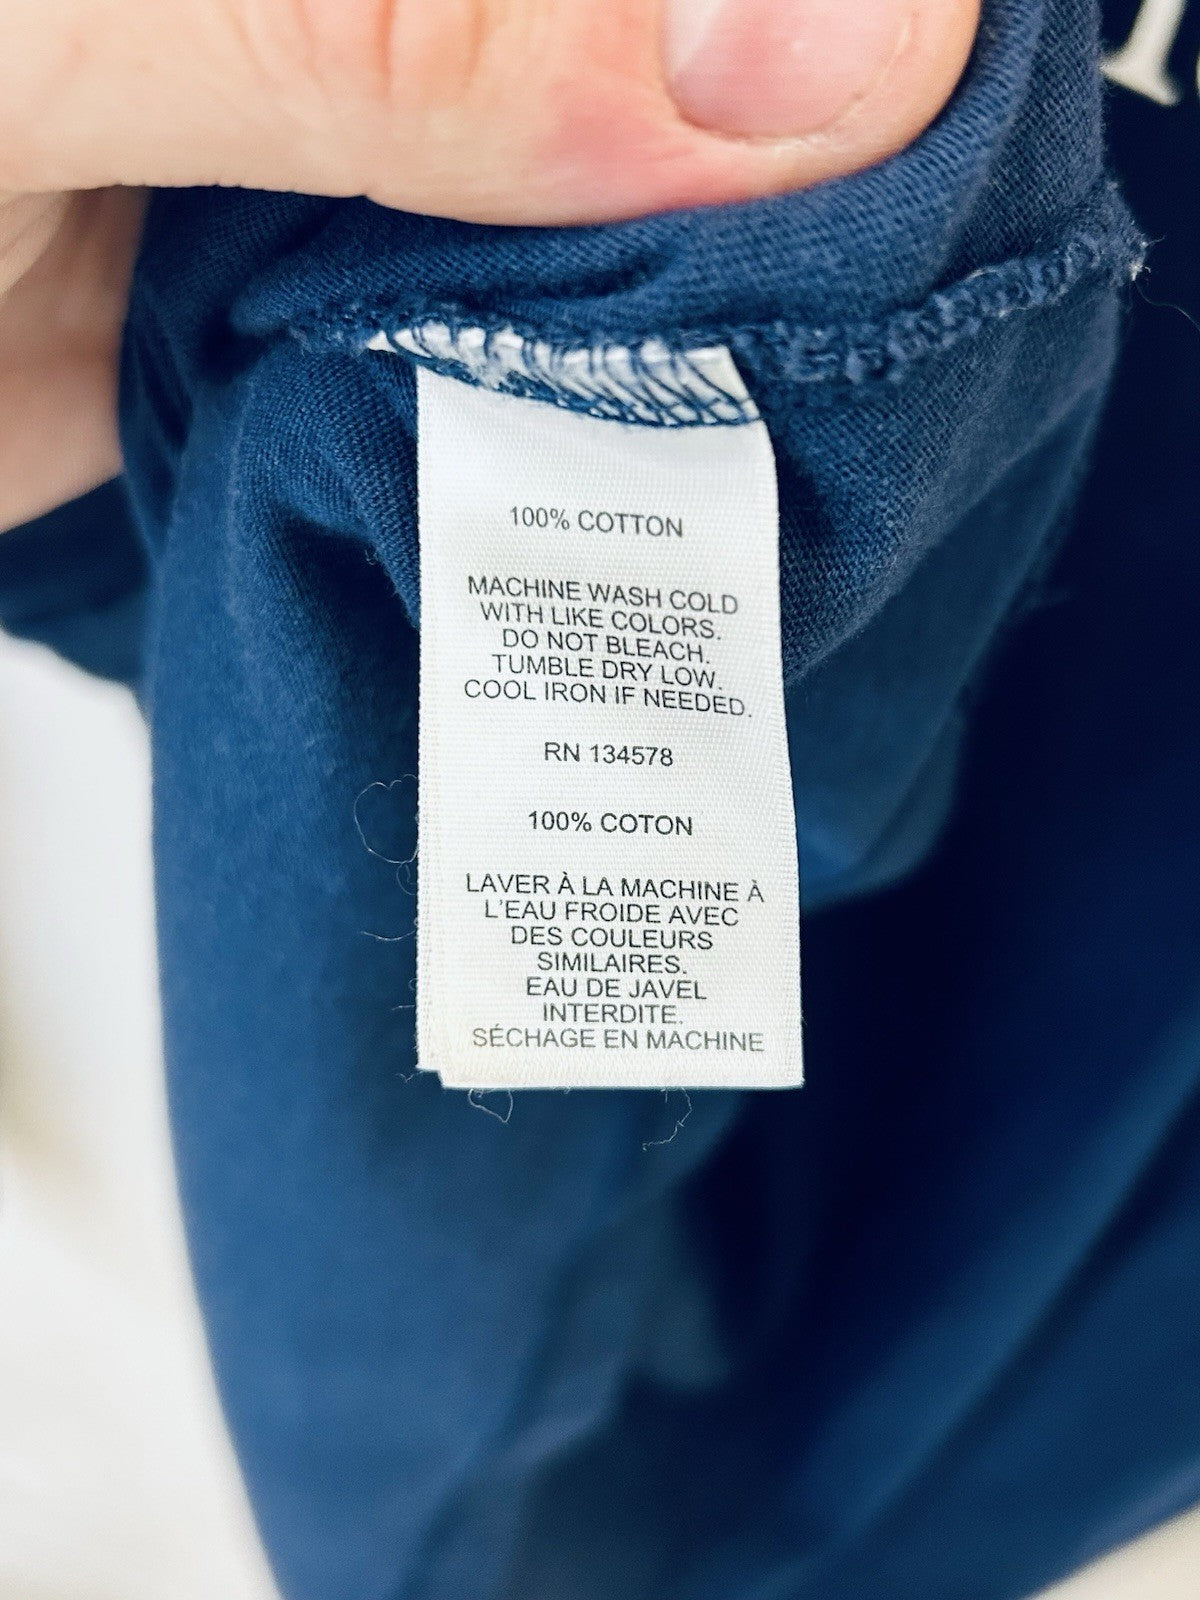 100% COTTON
MACHINE WASH COLD
WITH LIKE COLORS.
DO NOT BLEACH.
TUMBLE DRY LOW.
COOL IRON IF NEEDED.
RN 134578
100% COTON
LAVER À LA MACHINE À
L'EAU FROIDE AVEC
DES COULEURS
SIMILAIRES.
EAU DE JAVEL
INTERDITE.
SÉCHAGE EN MACHINE